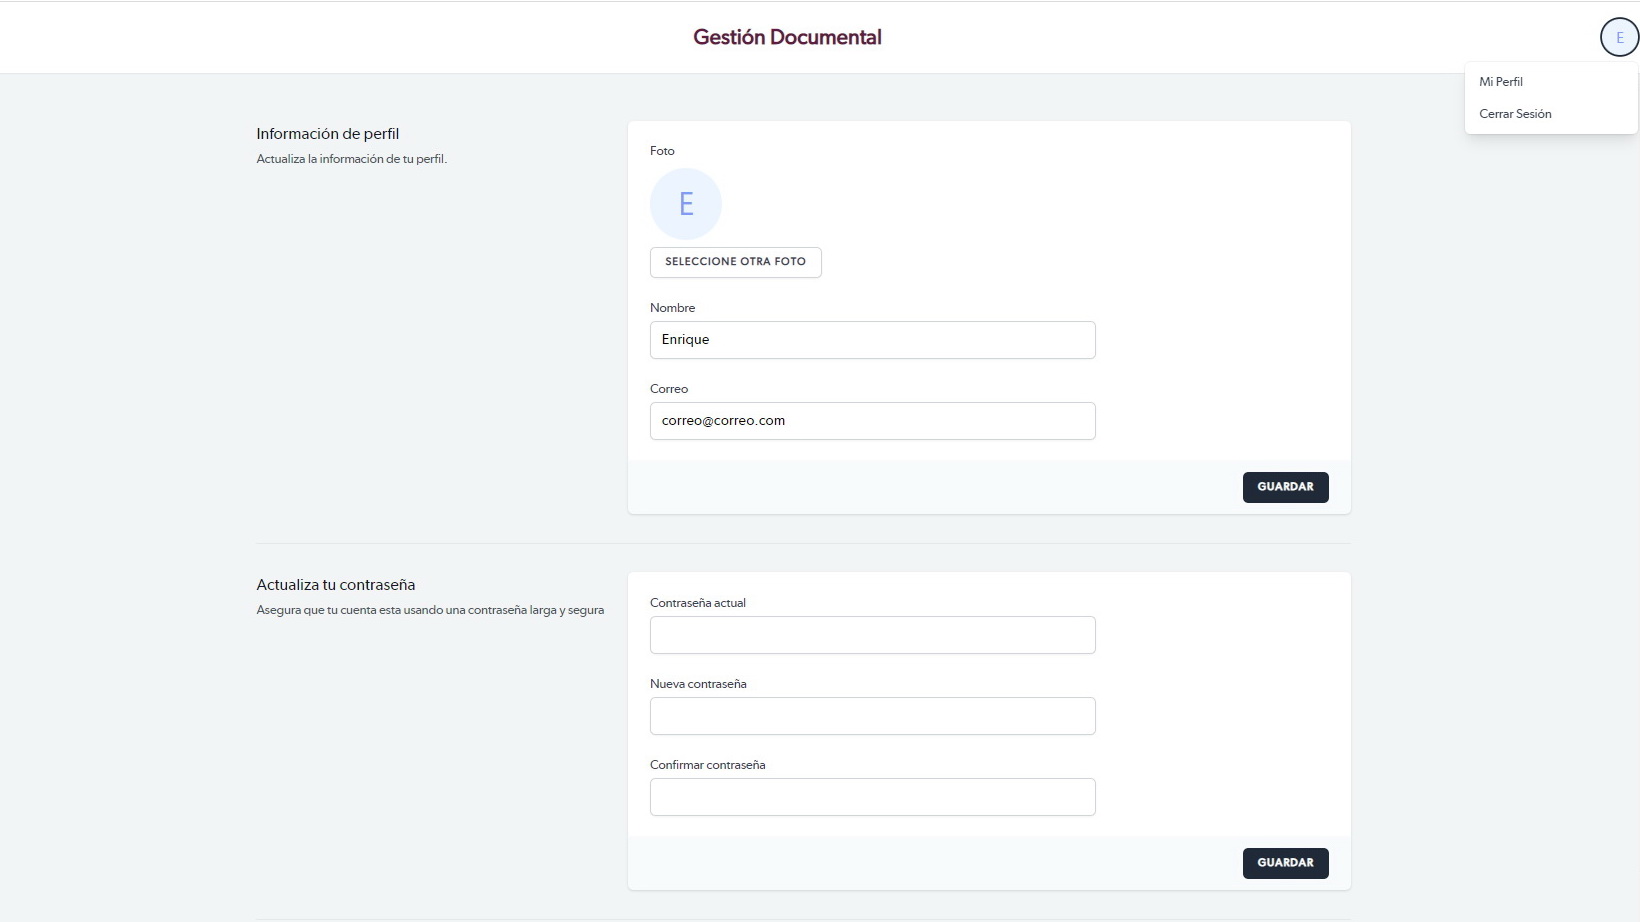 Gestión Documental
E
Mi Perfil
Cerrar Sesión
Información de perfil
Actualiza la información de tu perfil.
Foto
E
SELECCIONE OTRA FOTO
Nombre
Enrique
Correo
correo@correo.com
GUARDAR
Actualiza tu contraseña
Asegura que tu cuenta esta usando una contraseña larga y segura
Contraseña actual
Nueva contraseña
Confirmar contraseña
GUARDAR